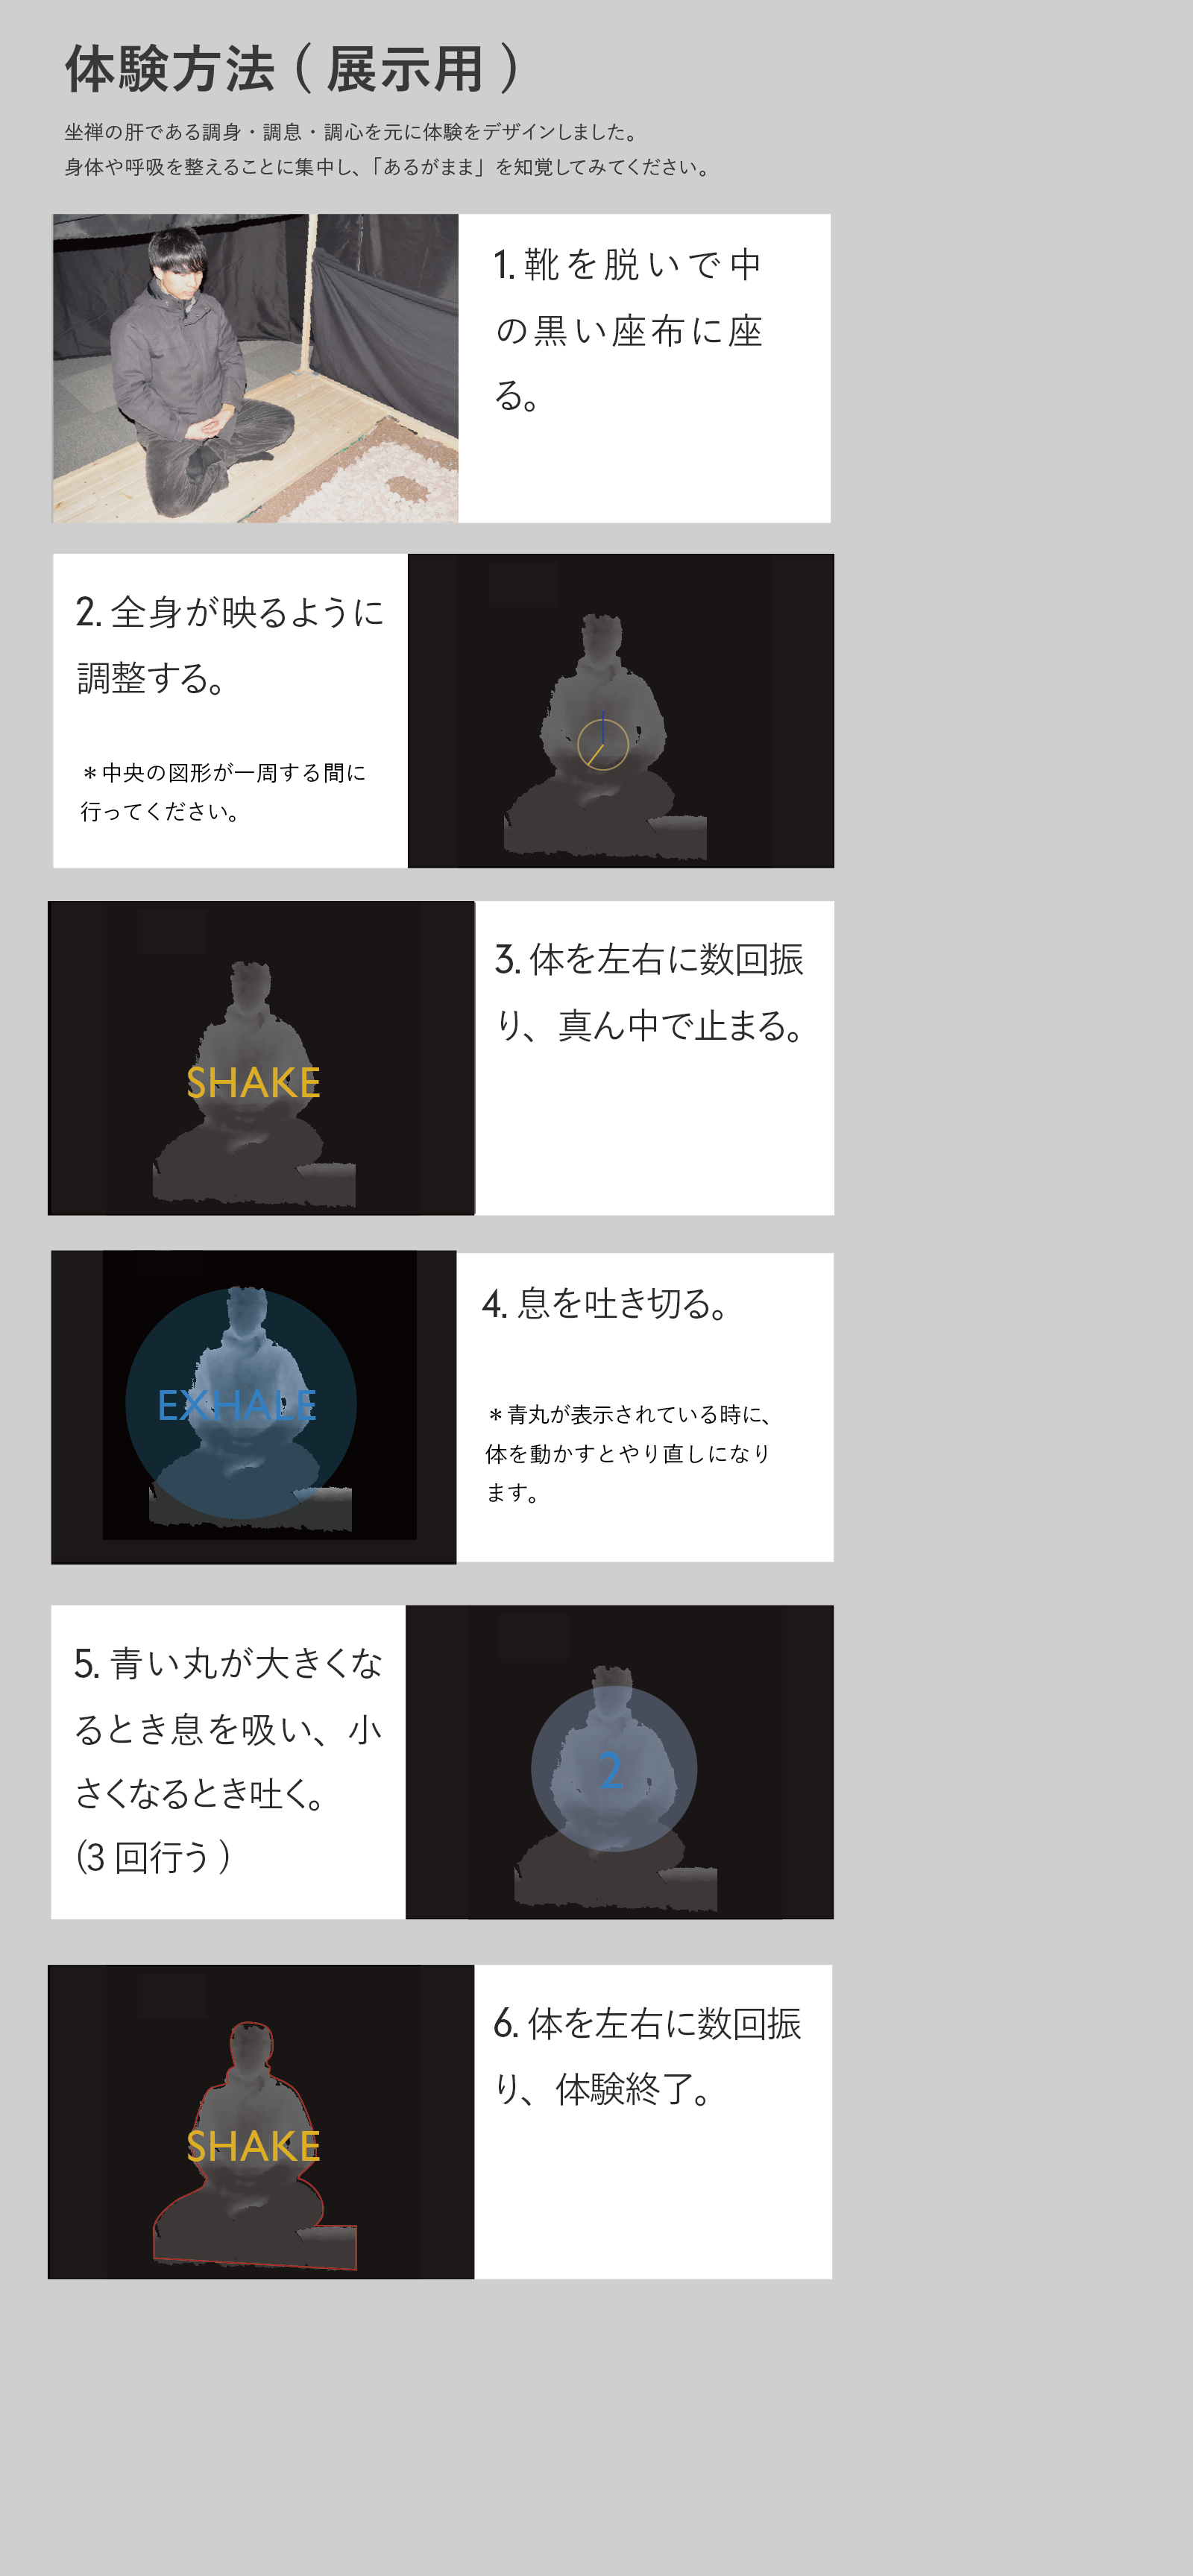 体験方法 ( 展示用 )
坐禅の肝である調身・調息・調心を元に体験をデザインしました。
身体や呼吸を整えることに集中し、「あるがまま」を知覚してみてください。
1. 靴を脱いで中
の黒い座布に座
る。
2. 全身が映るように
調整する。
＊中央の図形が一周する間に
行ってください。
SHAKE
3. 体を左右に数回振
り、真ん中で止まる。
EXHALE
4. 息を吐き切る。
＊青丸が表示されている時に、
体を動かすとやり直しになり
ます。
5. 青い丸が大きくな
るとき息を吸い、小
さくなるとき吐く。
(3 回行う )
2
SHAKE
6. 体を左右に数回振
り、体験終了。